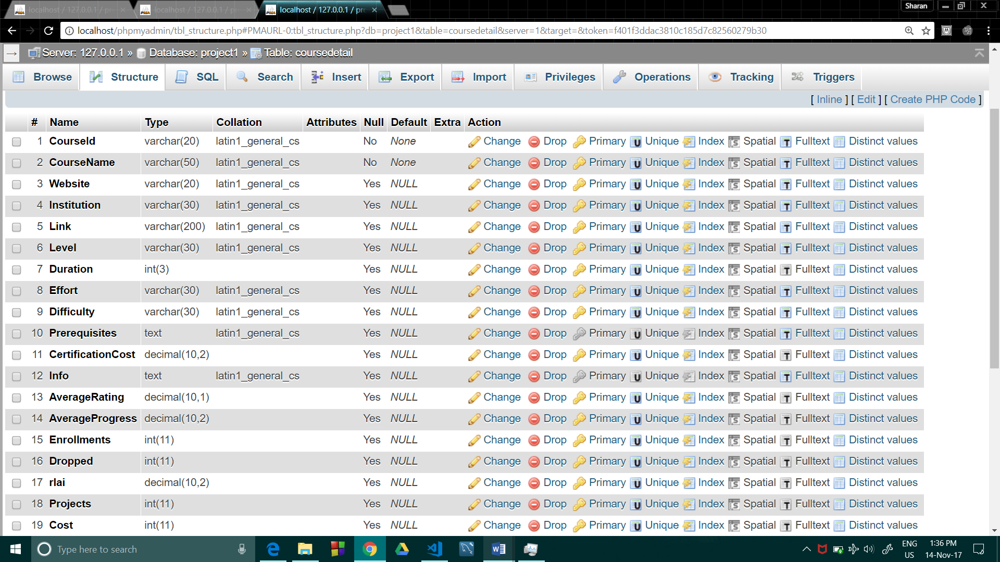 localhost / 127.0.0.1 / pr
localhost / 127.0.0.1 / pr
localhost / 127.0.0.1 / pro
Sharan
localhost/phpmyadmin/tbl_structure.php#PMAURL-0:tbl_structure.php?db=project1&table=coursedetail&server=1&target=&token=f401f3ddac3810c185d7c82560279b30
Server: 127.0.0.1 » Database: project1 » Table: coursedetail
Browse Structure SQL Search Insert Export Import Privileges Operations Tracking Triggers
[ Inline ] [ Edit ] [ Create PHP Code ]
# Name Type Collation Attributes Null Default Extra Action
1 CourseId varchar(20) latin1_general_cs No None Change Drop Primary Unique Index Spatial Fulltext Distinct values
2 CourseName varchar(50) latin1_general_cs No None Change Drop Primary Unique Index Spatial Fulltext Distinct values
3 Website varchar(20) latin1_general_cs Yes NULL Change Drop Primary Unique Index Spatial Fulltext Distinct values
4 Institution varchar(30) latin1_general_cs Yes NULL Change Drop Primary Unique Index Spatial Fulltext Distinct values
5 Link varchar(200) latin1_general_cs Yes NULL Change Drop Primary Unique Index Spatial Fulltext Distinct values
6 Level varchar(30) latin1_general_cs Yes NULL Change Drop Primary Unique Index Spatial Fulltext Distinct values
7 Duration int(3) Yes NULL Change Drop Primary Unique Index Spatial Fulltext Distinct values
8 Effort varchar(30) latin1_general_cs Yes NULL Change Drop Primary Unique Index Spatial Fulltext Distinct values
9 Difficulty varchar(30) latin1_general_cs Yes NULL Change Drop Primary Unique Index Spatial Fulltext Distinct values
10 Prerequisites text latin1_general_cs Yes NULL Change Drop Primary Unique Index Spatial Fulltext Distinct values
11 CertificationCost decimal(10,2) Yes NULL Change Drop Primary Unique Index Spatial Fulltext Distinct values
12 Info text latin1_general_cs Yes NULL Change Drop Primary Unique Index Spatial Fulltext Distinct values
13 AverageRating decimal(10,1) Yes NULL Change Drop Primary Unique Index Spatial Fulltext Distinct values
14 AverageProgress decimal(10,2) Yes NULL Change Drop Primary Unique Index Spatial Fulltext Distinct values
15 Enrollments int(11) Yes NULL Change Drop Primary Unique Index Spatial Fulltext Distinct values
16 Dropped int(11) Yes NULL Change Drop Primary Unique Index Spatial Fulltext Distinct values
17 rlai decimal(10,2) Yes NULL Change Drop Primary Unique Index Spatial Fulltext Distinct values
18 Projects int(11) Yes NULL Change Drop Primary Unique Index Spatial Fulltext Distinct values
19 Cost int(11) Yes NULL Change Drop Primary Unique Index Spatial Fulltext Distinct values
Type here to search
ENG
US
1:36 PM
14-Nov-17